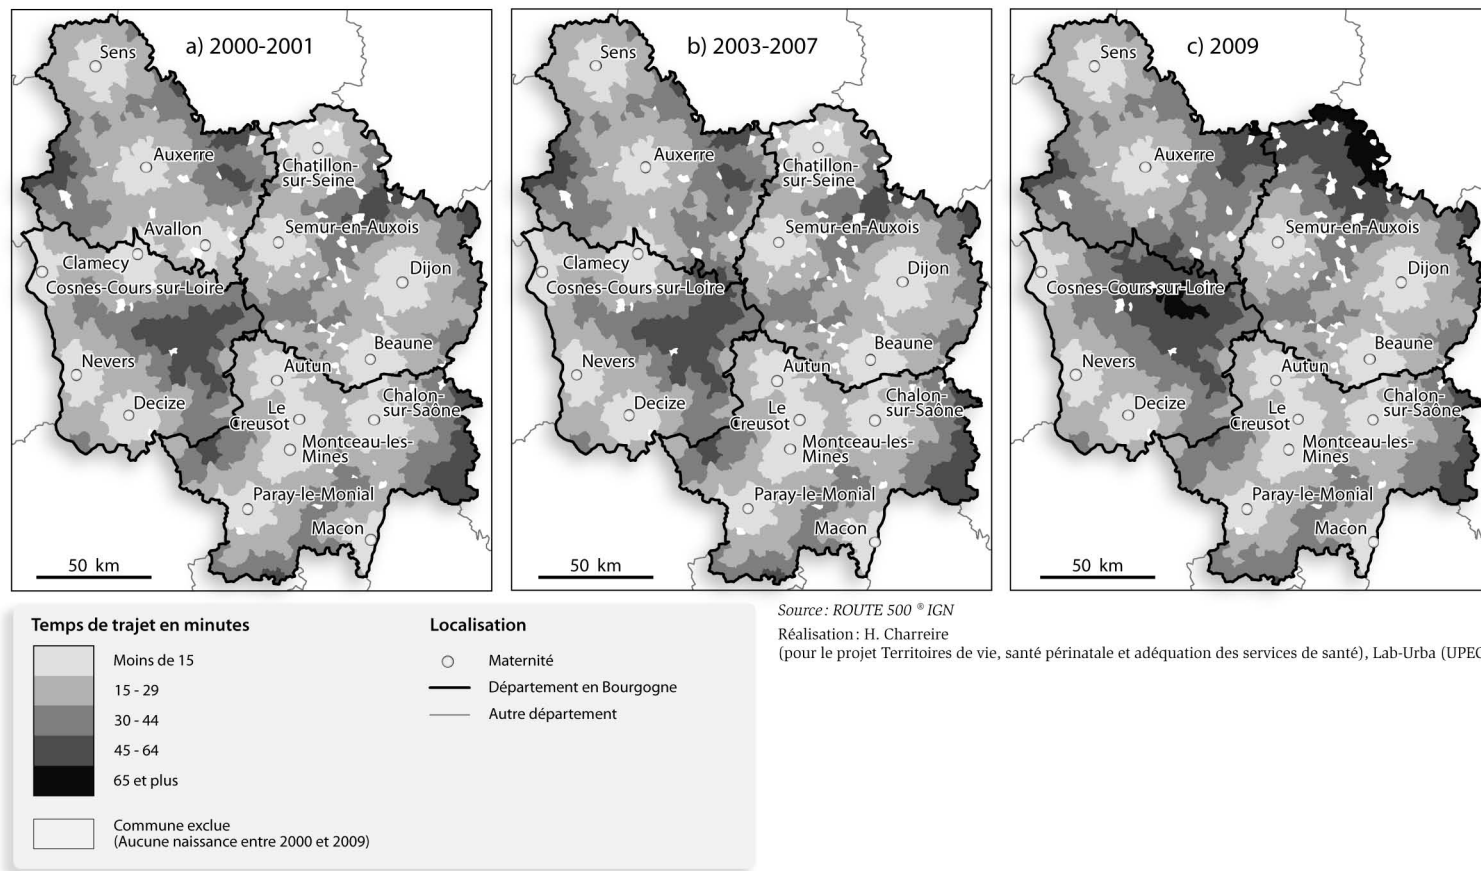 a) 2000-2001
Sens
Auxerre
Chatillon-
sur-Seine
Avallon
Semur-en-Auxois
Clamecy
Dijon
Cosnes-Cours sur-Loire
Beaune
Nevers
Autun
Decize
Le
Creusot
Chalon-
sur-Saône
Montceau-les-
Mines
Paray-le-Monial
Macon
50 km
b) 2003-2007
Sens
Auxerre
Chatillon-
sur-Seine
Semur-en-Auxois
Clamecy
Dijon
Cosnes-Cours sur-Loire
Beaune
Nevers
Autun
Decize
Le
Creusot
Chalon-
sur-Saône
Montceau-les-
Mines
Paray-le-Monial
Macon
50 km
c) 2009
Sens
Auxerre
Semur-en-Auxois
Dijon
Cosnes-Cours sur-Loire
Beaune
Nevers
Autun
Decize
Le
Creusot
Chalon-
sur-Saône
Montceau-les-
Mines
Paray-le-Monial
Macon
50 km
Temps de trajet en minutes
Moins de 15
15 - 29
30 - 44
45 - 64
65 et plus
Commune exclue
(Aucune naissance entre 2000 et 2009)
Localisation
Maternité
Département en Bourgogne
Autre département
Source : ROUTE 500 ® IGN
Réalisation : H. Charreire
(pour le projet Territoires de vie, santé périnatale et adéquation des services de santé), Lab-Urba (UPEC